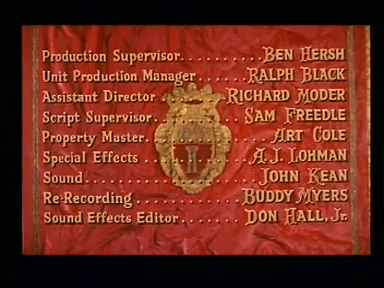 Production Supervisor........BEN HERSH
Unit Production Manager......RALPH BLACK
Assistant Director ..... RICHARD MODER
Script Supervisor..........SAM FREEDLE
Property Master.............ART COLE
Special Effects ...........A.J. LOHMAN
Sound....................JOHN KEAN
Re-Recording ............BUDDY MYERS
Sound Effects Editor.......DON HALL, Jr.